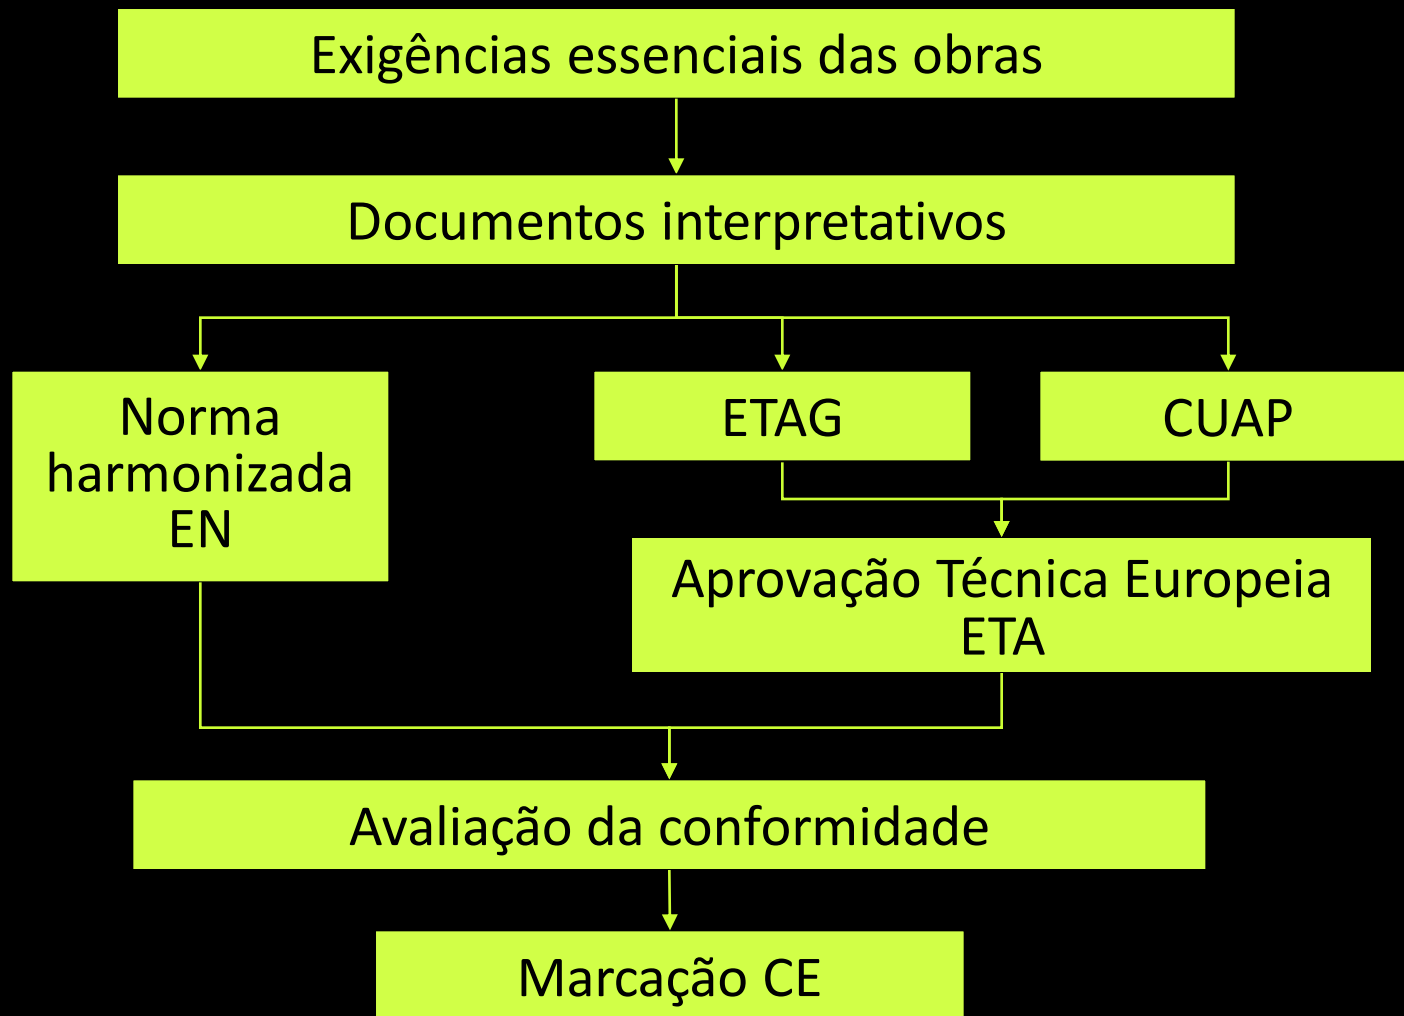 Exigências essenciais das obras
Documentos interpretativos
Norma
harmonizada
EN
ETAG
CUAP
Aprovação Técnica Europeia
ETA
Avaliação da conformidade
Marcação CE